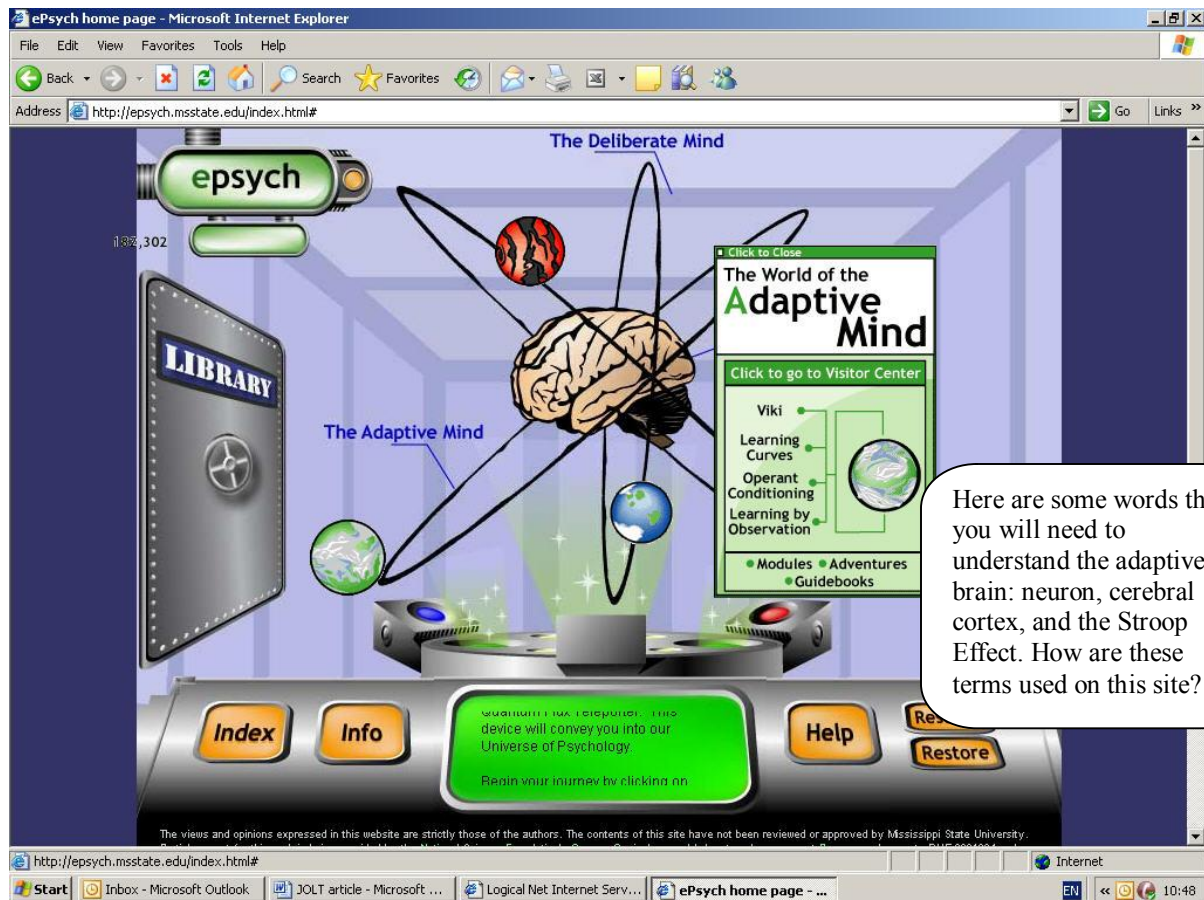 ePsych home page - Microsoft Internet Explorer
File Edit View Favorites Tools Help
Back Search Favorites
Address http://epsych.msstate.edu/index.html# Go Links »
The Deliberate Mind
epsych
182,302
LIBRARY
The Adaptive Mind
Click to Close
The World of the
Adaptive
Mind
Click to go to Visitor Center
Viki
Learning
Curves
Operant
Conditioning
Learning by
Observation
Modules Adventures
Guidebooks
Here are some words
you will need to
understand the adaptive
brain: neuron, cerebral
cortex, and the Stroop
Effect. How are these
terms used on this site?
Index
Info
Quantum Flux Teleporter. This
device will convey you into our
Universe of Psychology.
Begin your journey by clicking on
Help
Restore
The views and opinions expressed in this website are strictly those of the authors. The contents of this site have not been reviewed or approved by Mississippi State University.
http://epsych.msstate.edu/index.html# Internet
Start Inbox - Microsoft Outlook JOLT article - Microsoft ... Logical Net Internet Serv... ePsych home page - ... EN « 10:48